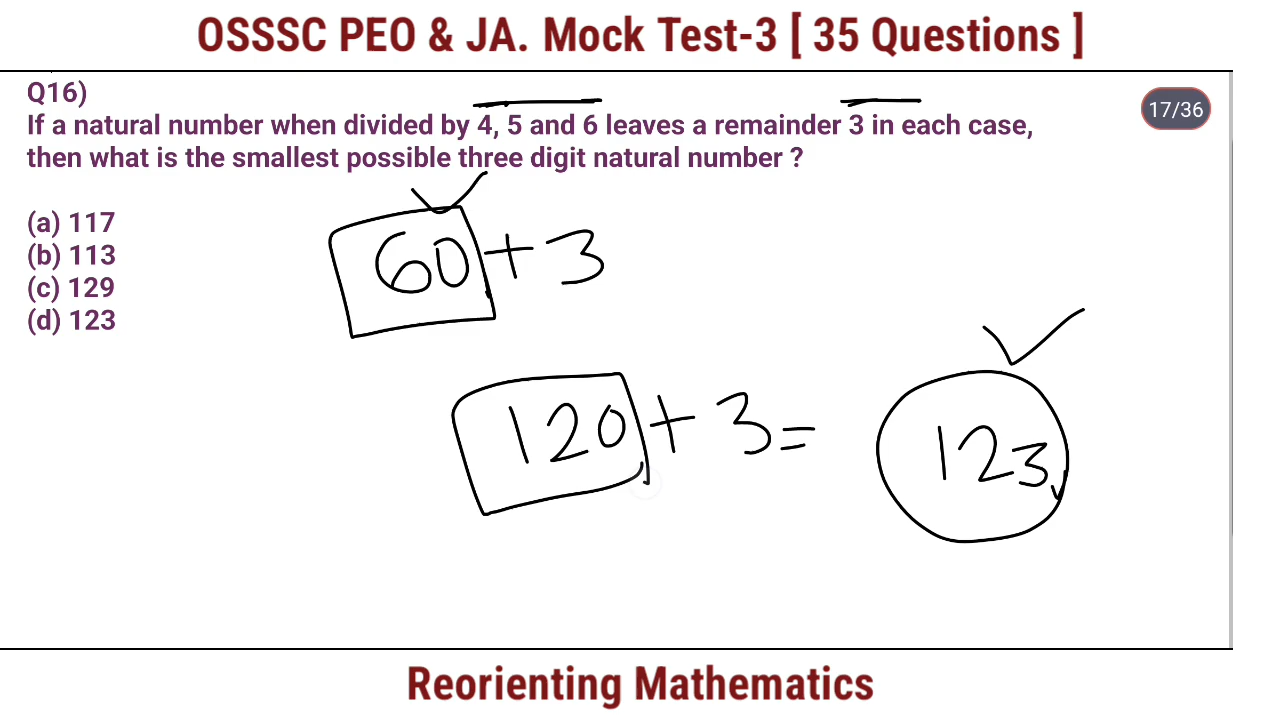 OSSSC PEO & JA. Mock Test-3 [ 35 Questions ]
Q16)
17/36
If a natural number when divided by 4, 5 and 6 leaves a remainder 3 in each case,
then what is the smallest possible three digit natural number ?
(a) 117
(b) 113
(c) 129
(d) 123
60 + 3
120 + 3 = 123
Reorienting Mathematics